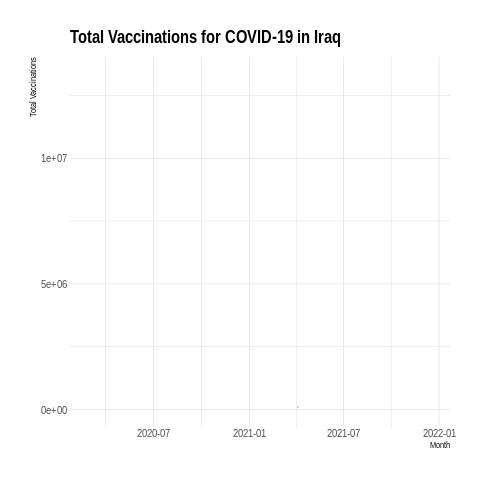 Total Vaccinations for COVID-19 in Iraq
Total Vaccinations
1e+07
5e+06
0e+00
2020-07
2021-01
2021-07
2022-01
Month